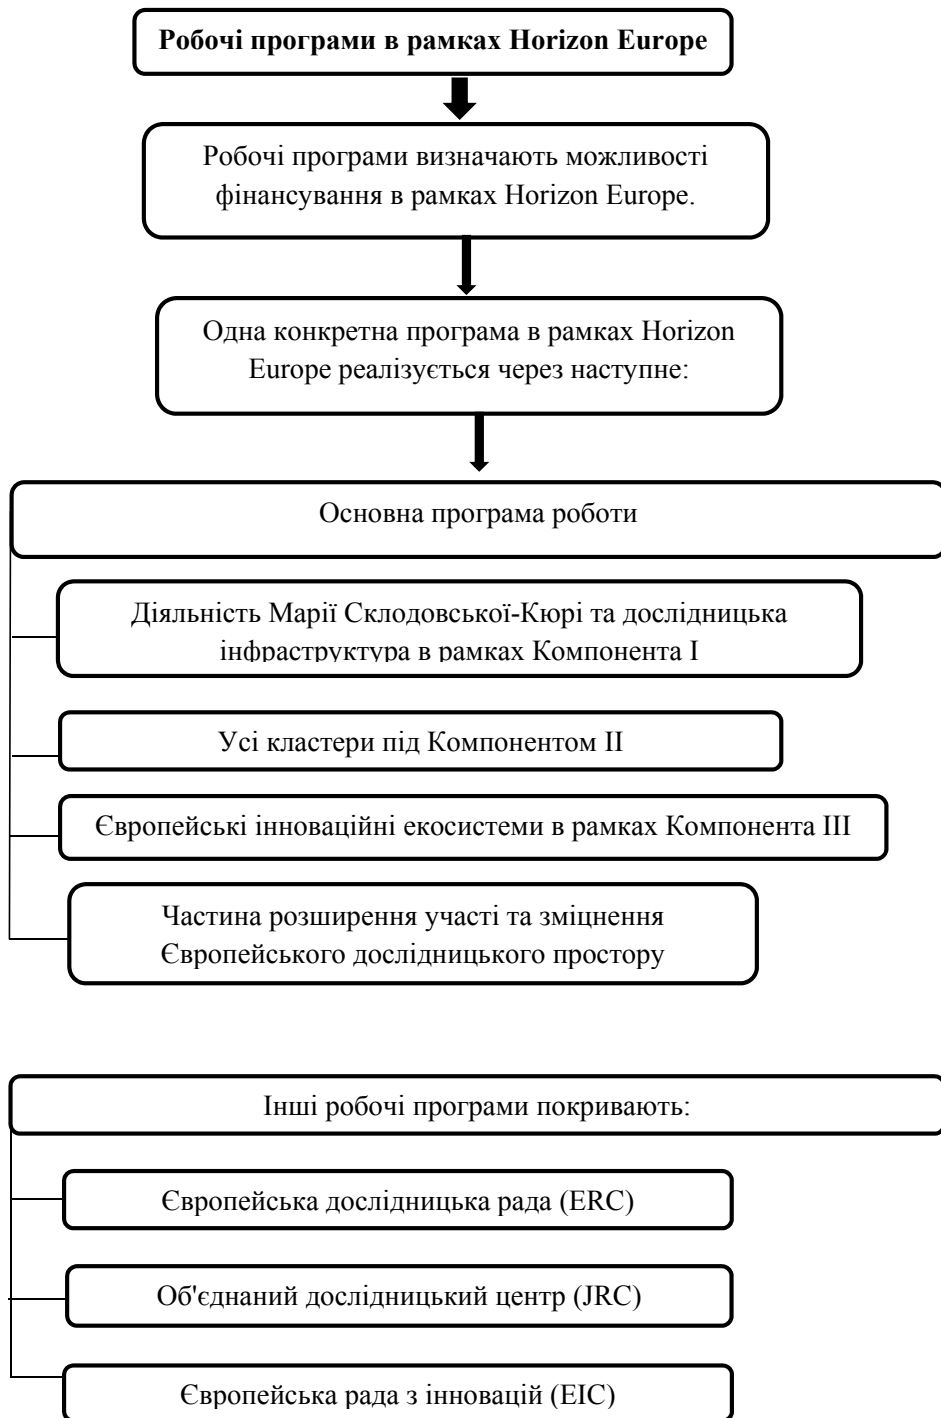 Робочі програми в рамках Horizon Europe
Робочі програми визначають можливості
фінансування в рамках Horizon Europe.
Одна конкретна програма в рамках Horizon
Europe реалізується через наступне:
Основна програма роботи
Діяльність Марії Склодовської-Кюрі та дослідницька
інфраструктура в рамках Компонента I
Усі кластери під Компонентом II
Європейські інноваційні екосистеми в рамках Компонента III
Частина розширення участі та зміцнення
Європейського дослідницького простору
Інші робочі програми покривають:
Європейська дослідницька рада (ERC)
Об'єднаний дослідницький центр (JRC)
Європейська рада з інновацій (EIC)